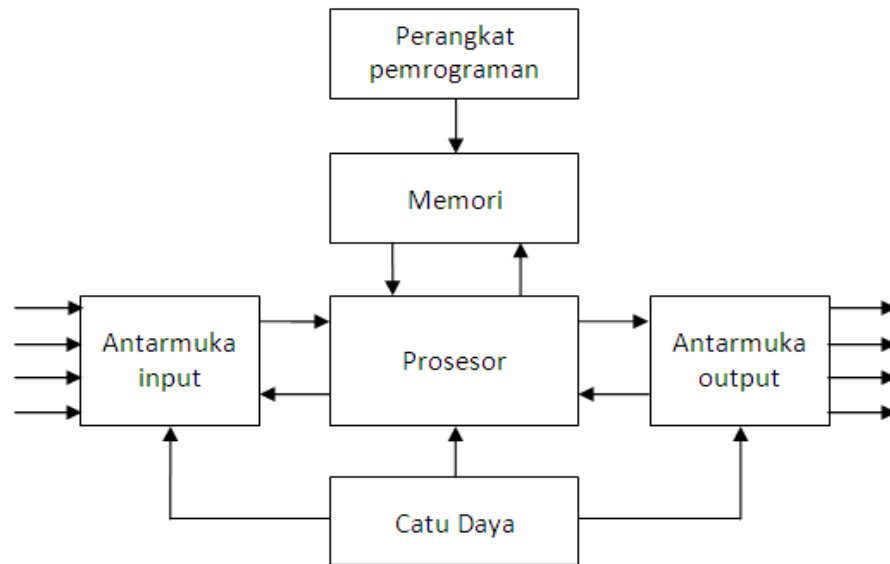 Perangkat
pemrograman
Memori
Antarmuka
input
Prosesor
Antarmuka
output
Catu Daya